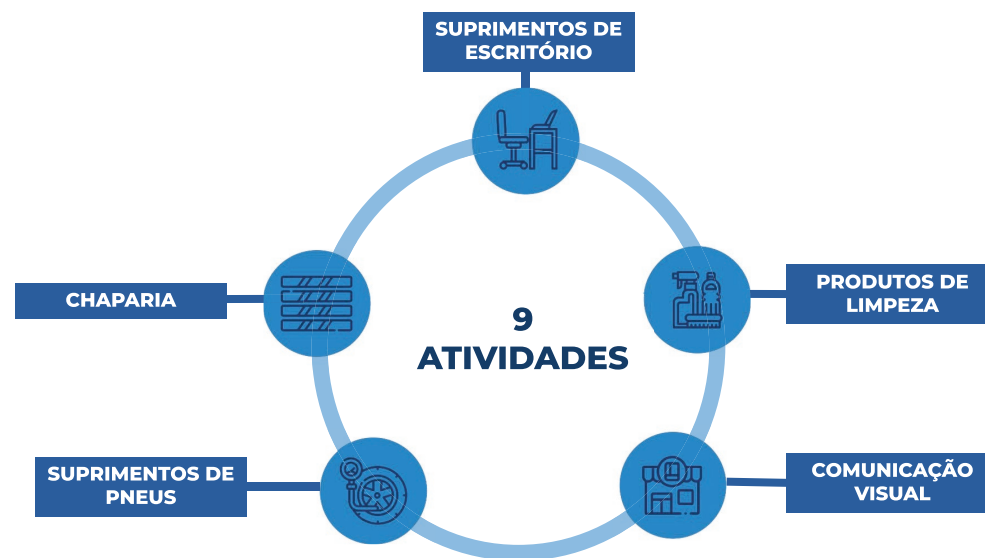 SUPRIMENTOS DE
ESCRITÓRIO
PRODUTOS DE
LIMPEZA
CHAPARIA
9
ATIVIDADES
SUPRIMENTOS DE
PNEUS
COMUNICAÇÃO
VISUAL